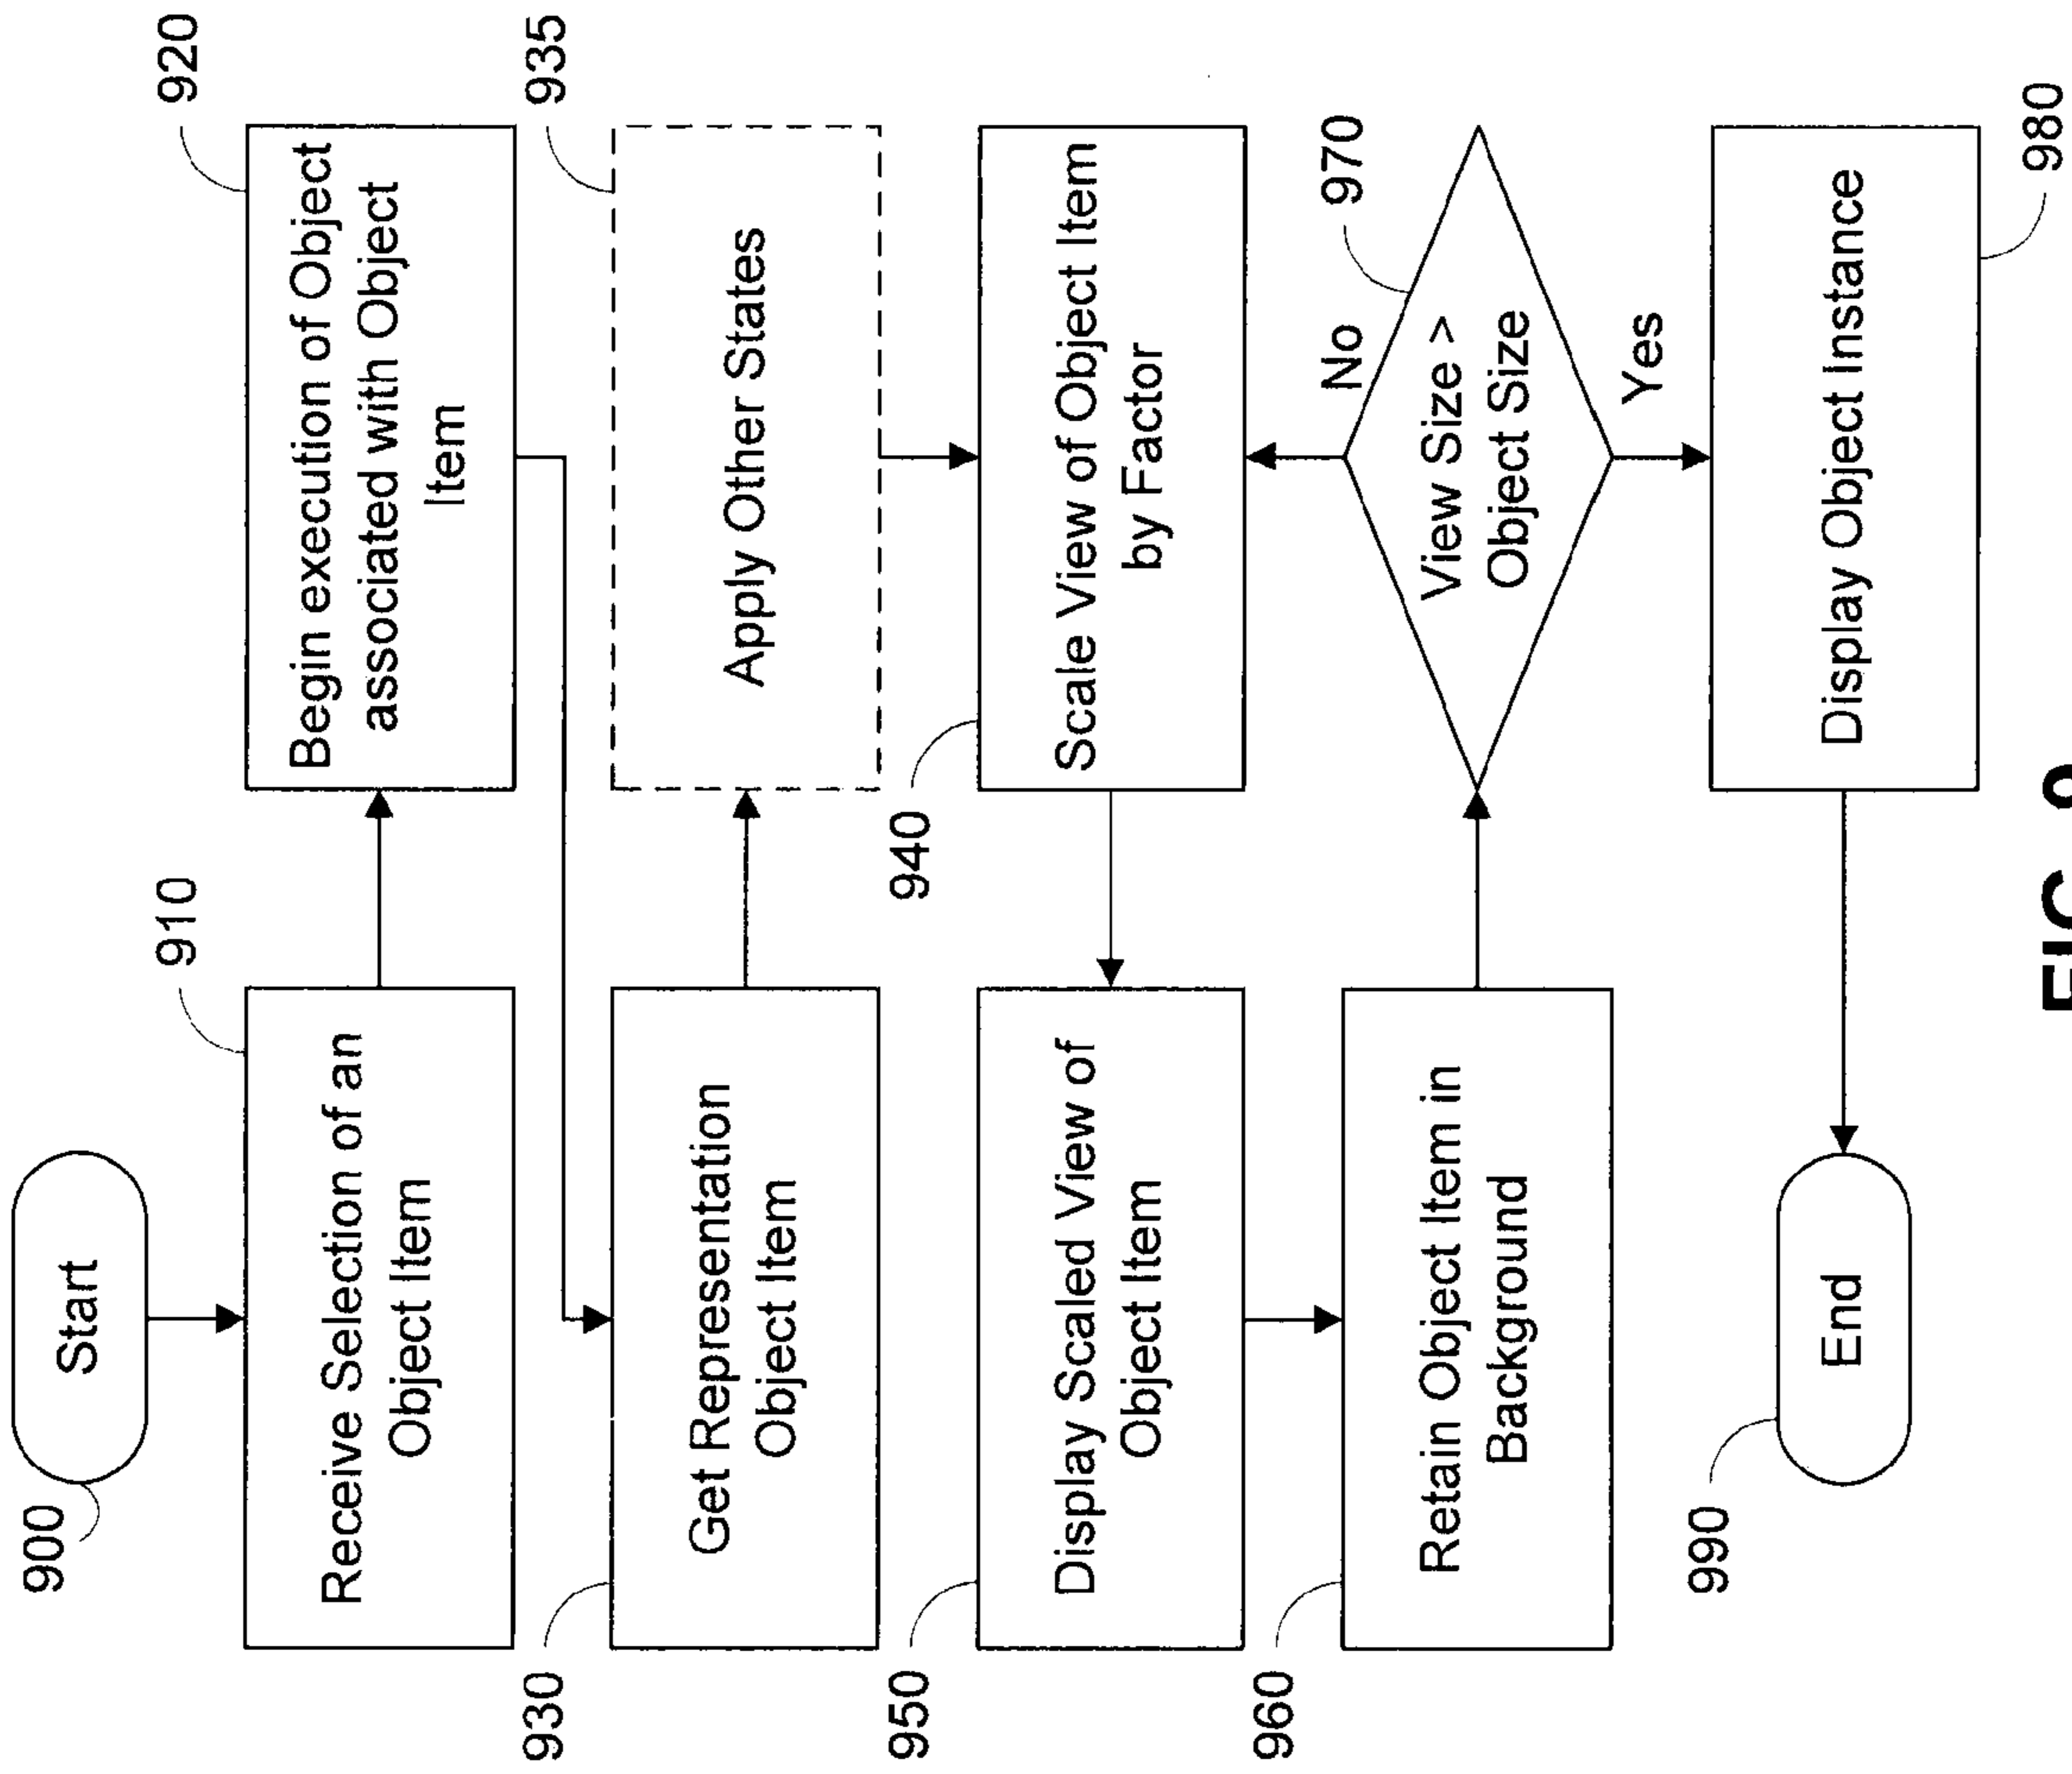 900
Start
910
Receive Selection of an
Object Item
920
Begin execution of Object
associated with Object
Item
930
Get Representation
Object Item
935
Apply Other States
940
Scale View of Object Item
by Factor
950
Display Scaled View of
Object Item
960
Retain Object Item in
Background
970
View Size >
Object Size
No
Yes
980
Display Object Instance
990
End